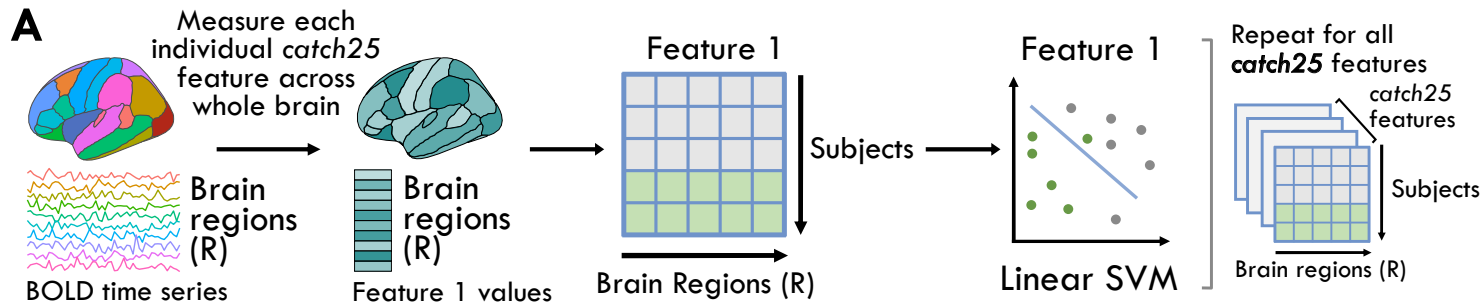 A
Measure each
individual catch25
feature across
whole brain
Brain
regions
(R)
BOLD time series
Brain
regions
(R)
Feature 1 values
Feature 1
Subjects
Brain Regions (R)
Feature 1
Linear SVM
Repeat for all
catch25 features
catch25
features
Subjects
Brain regions (R)